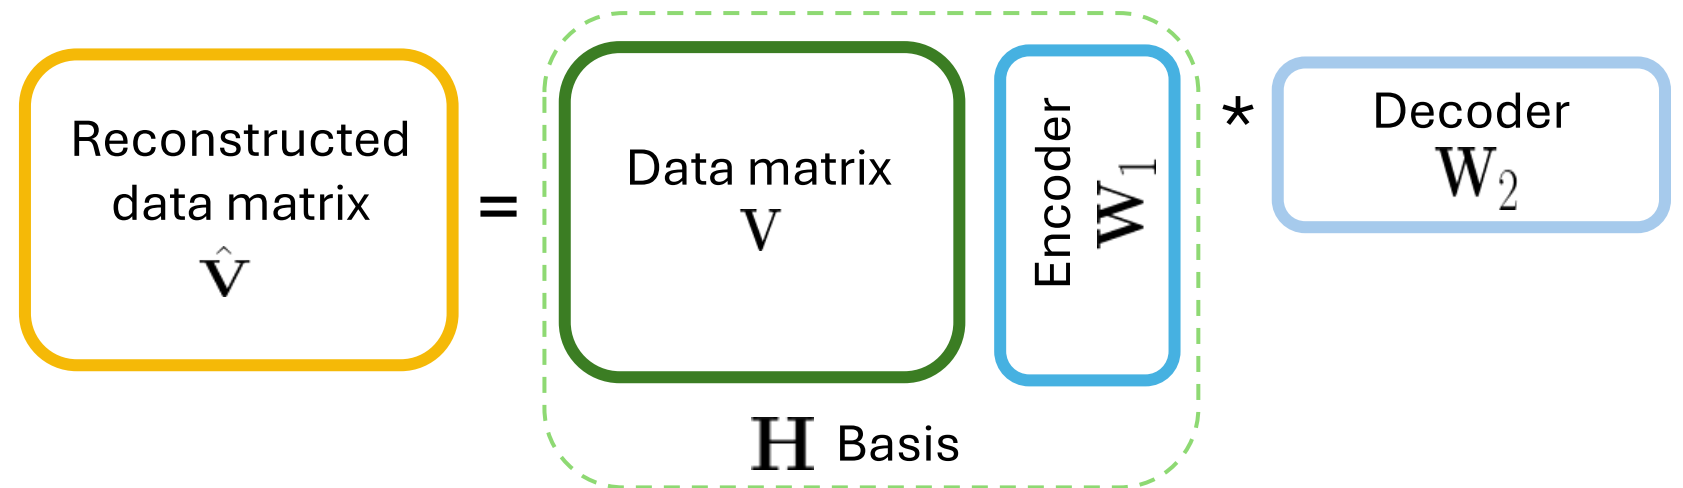 Reconstructed
data matrix
V̂
=
Data matrix
V
Encoder
W₁
*
Decoder
W₂
H Basis